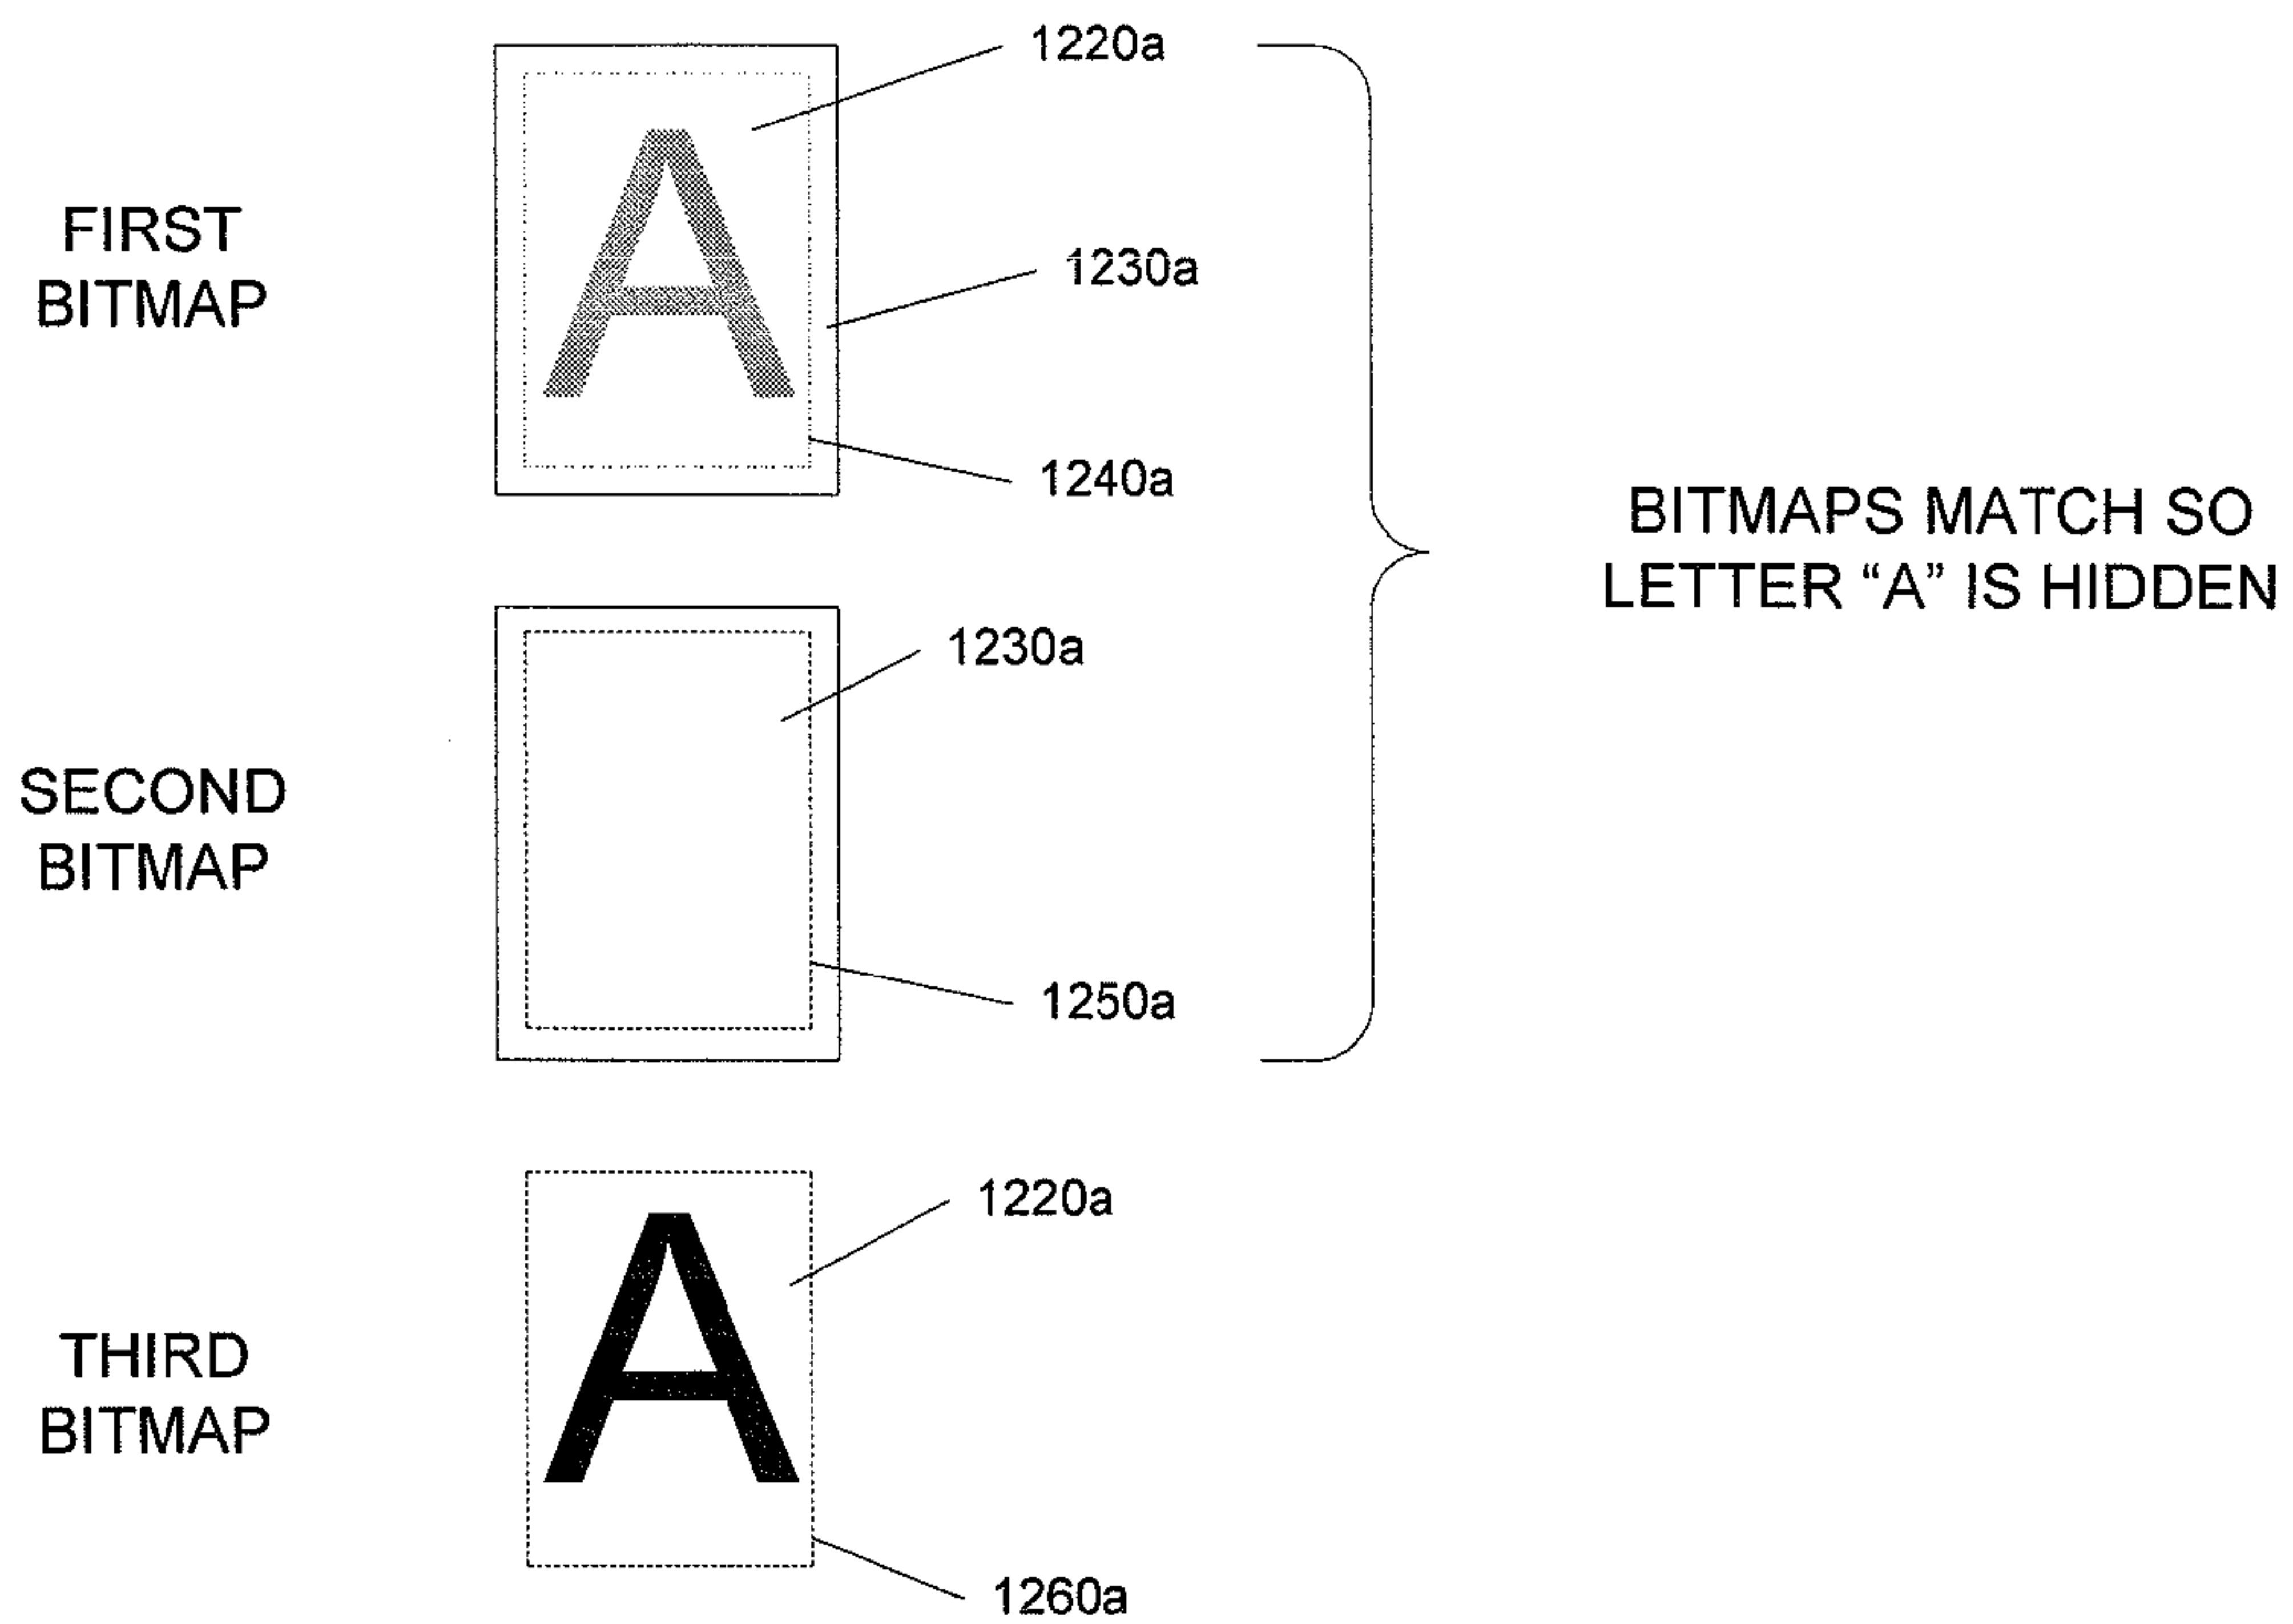 FIRST
BITMAP
A
1220a
1230a
1240a
BITMAPS MATCH SO
LETTER “A” IS HIDDEN
SECOND
BITMAP
1230a
1250a
THIRD
BITMAP
A
1220a
1260a